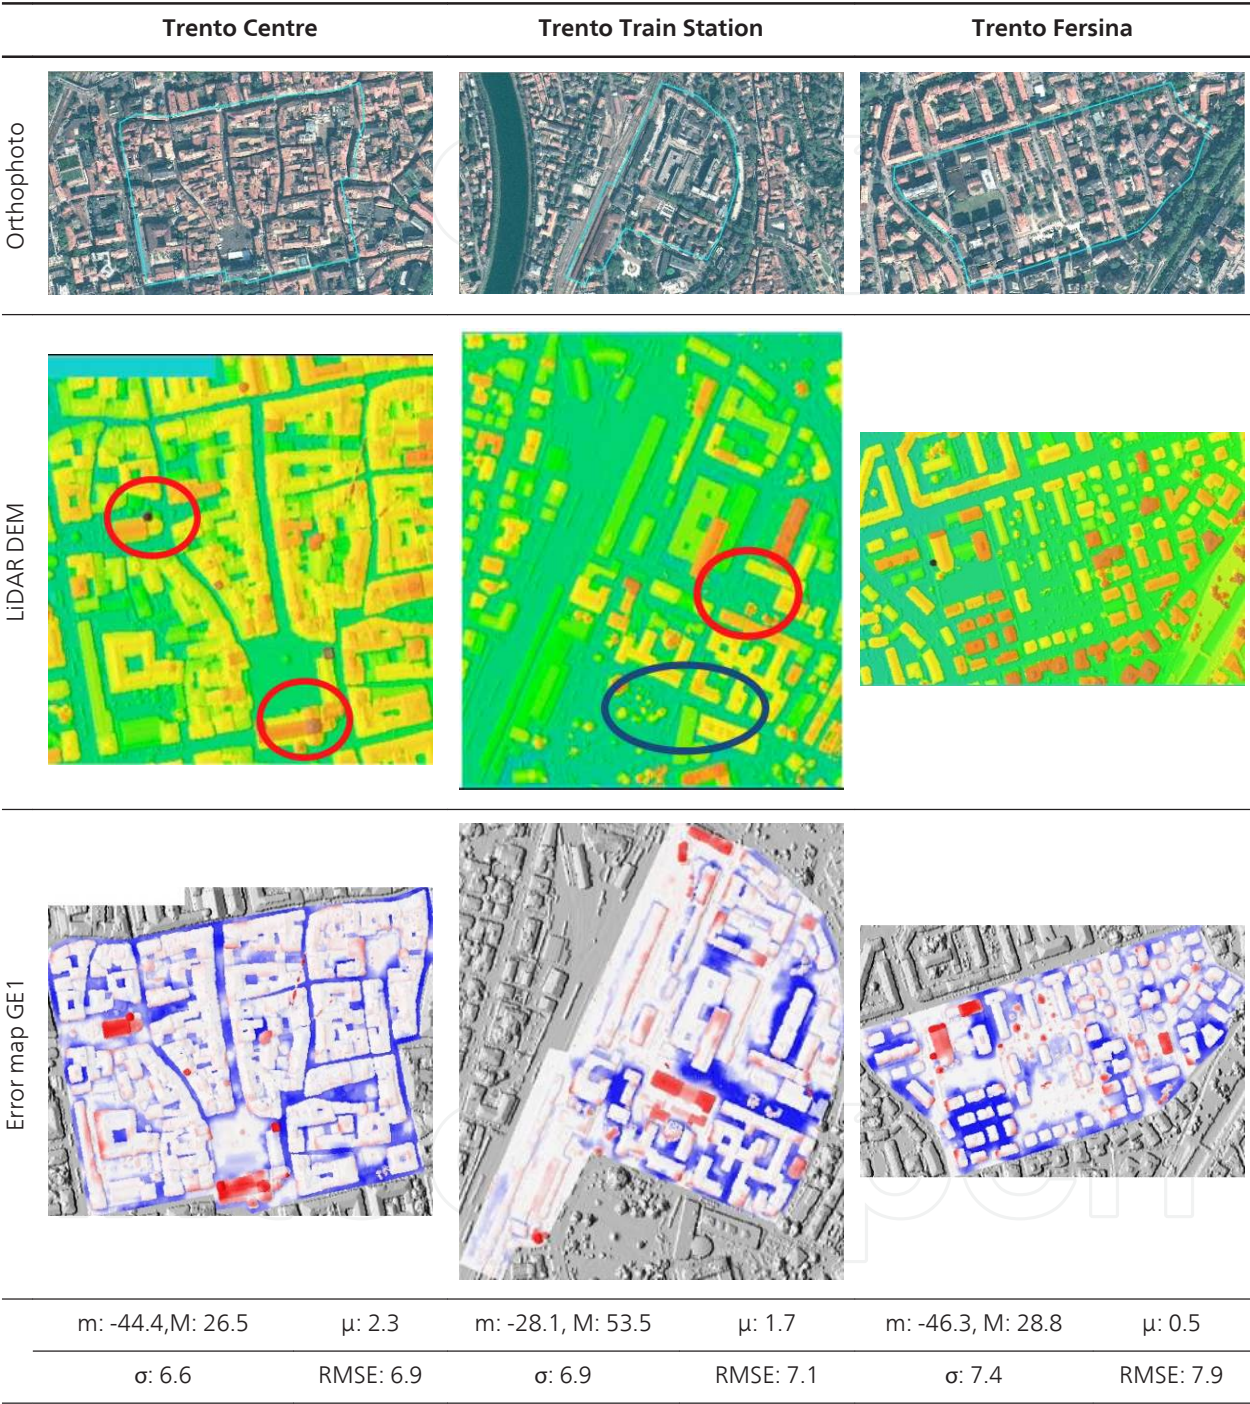 Trento Centre Trento Train Station Trento Fersina
Orthophoto
LiDAR DEM
Error map GE1
m: -44.4,M: 26.5 μ: 2.3 m: -28.1, M: 53.5 μ: 1.7 m: -46.3, M: 28.8 μ: 0.5
σ: 6.6 RMSE: 6.9 σ: 6.9 RMSE: 7.1 σ: 7.4 RMSE: 7.9